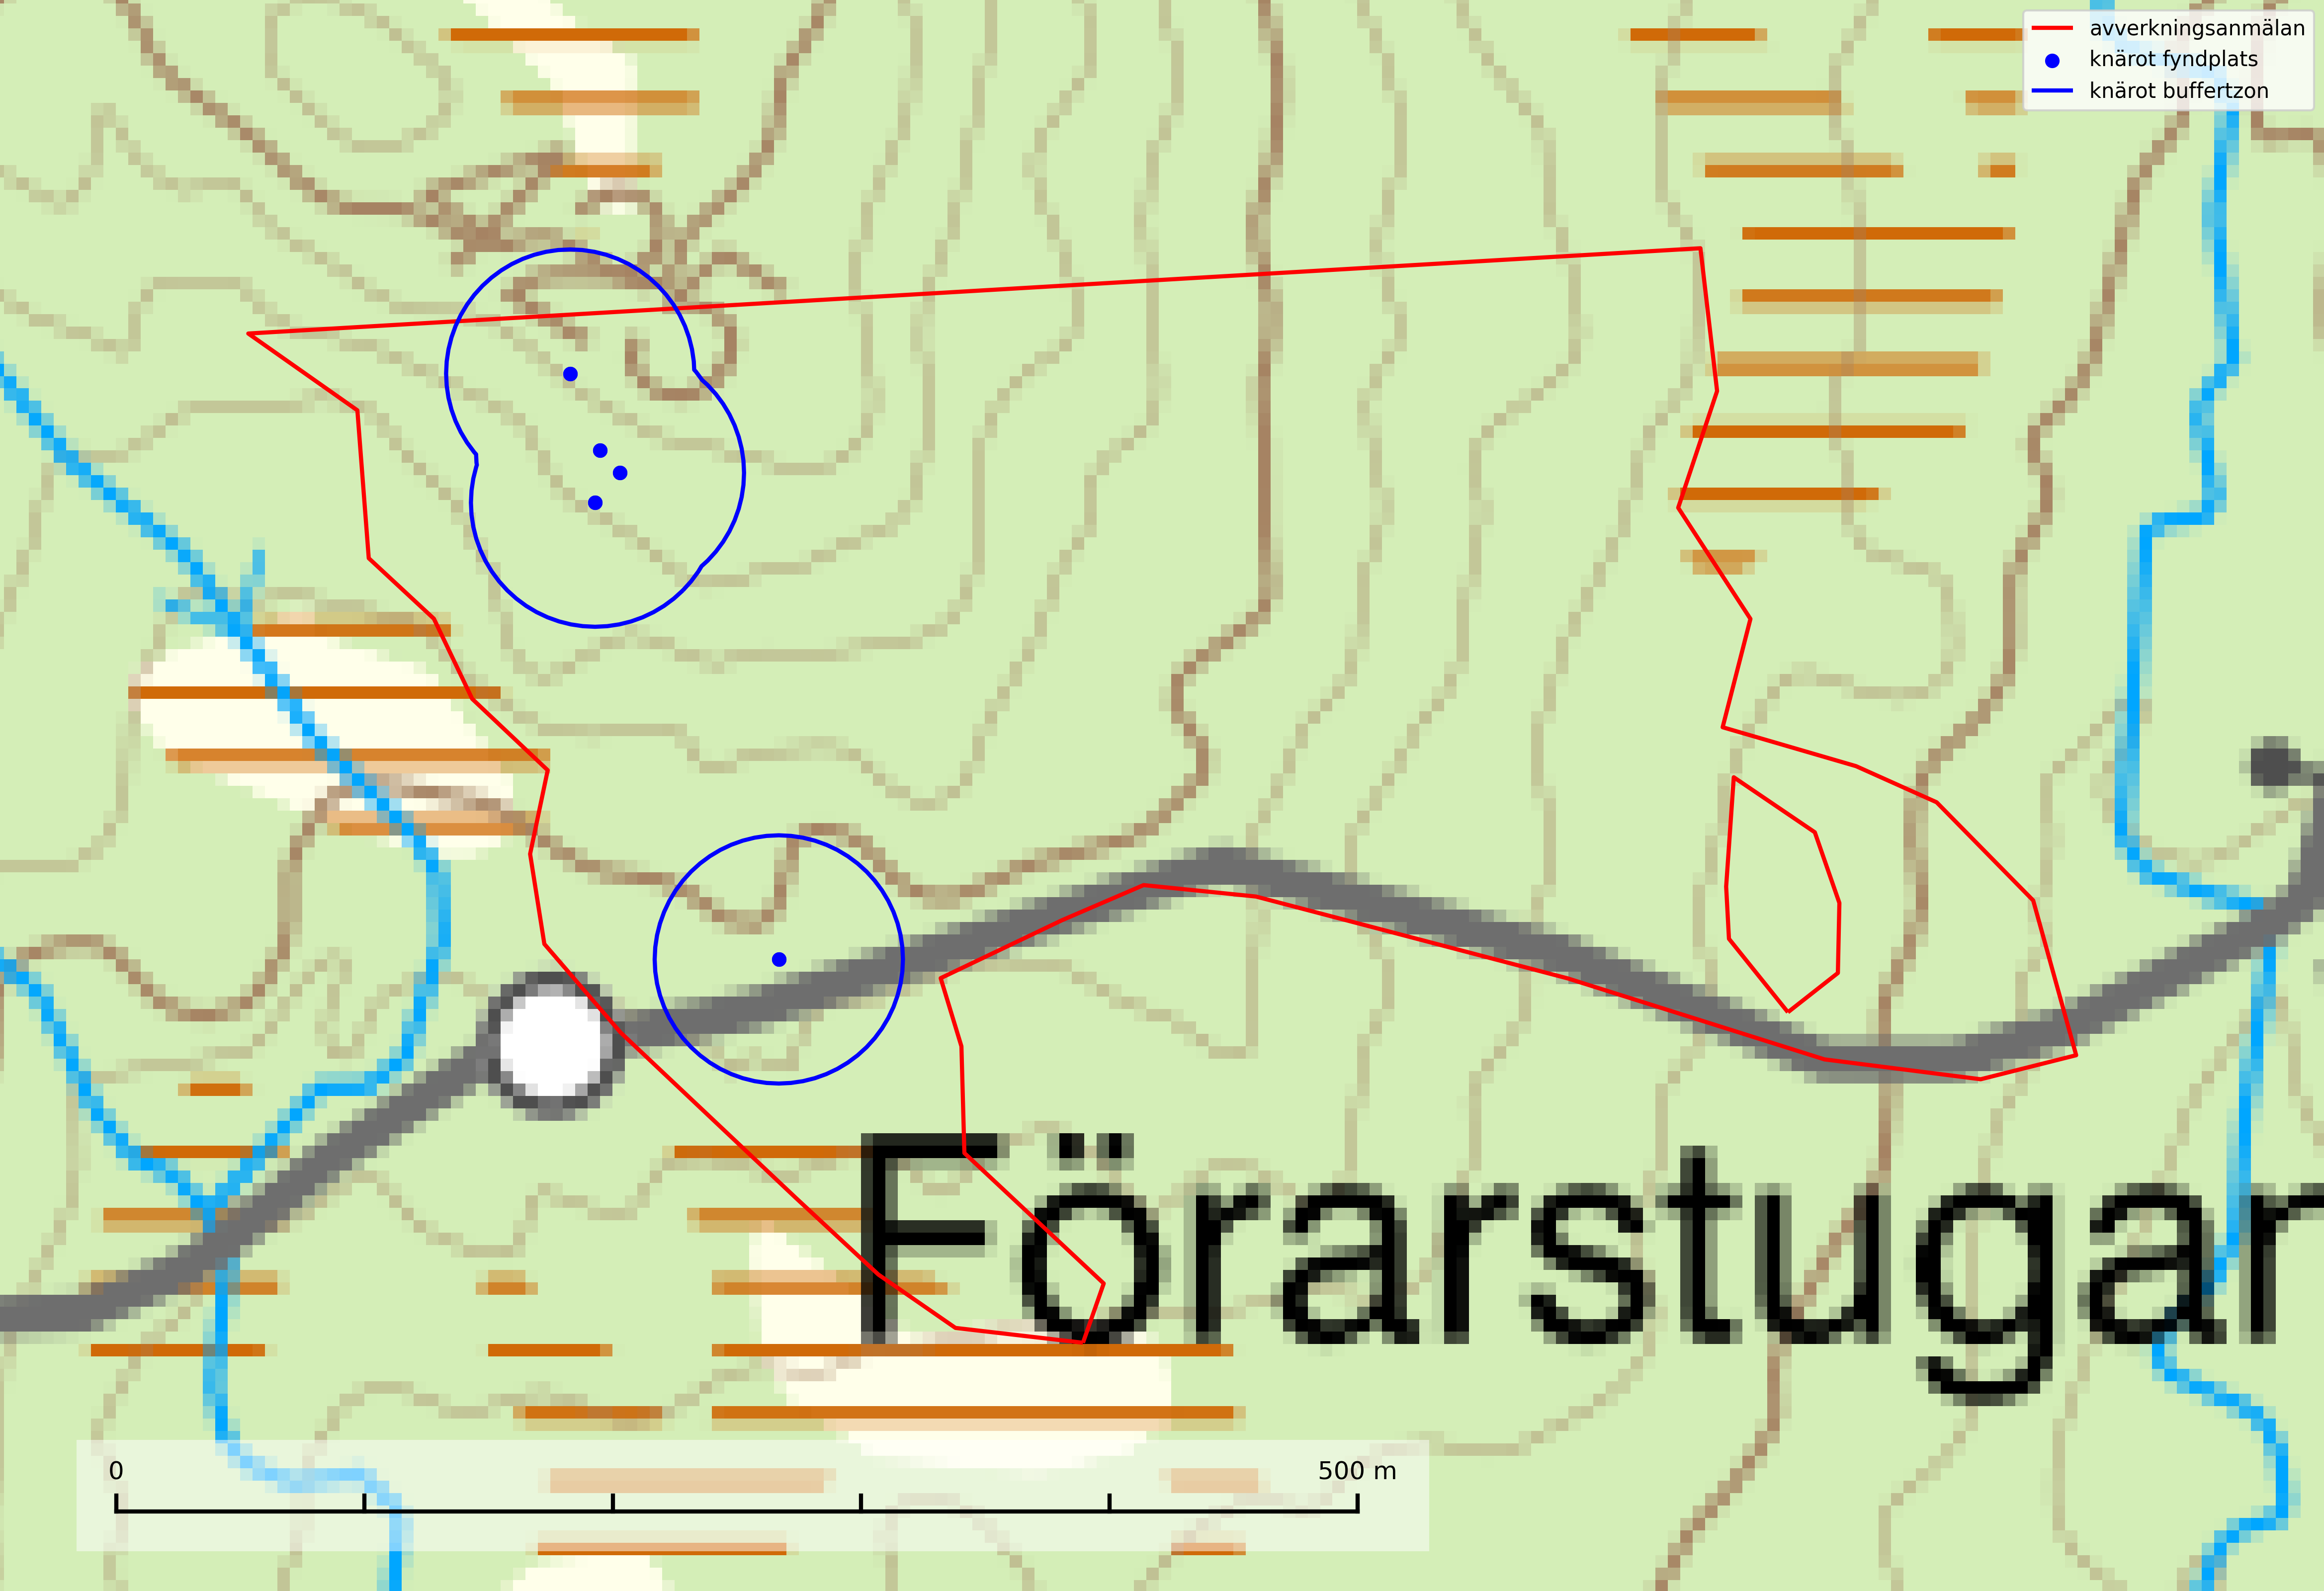 avverkningsanmälan
knärot fyndplats
knärot buffertzon
Förarstugan
0 500 m